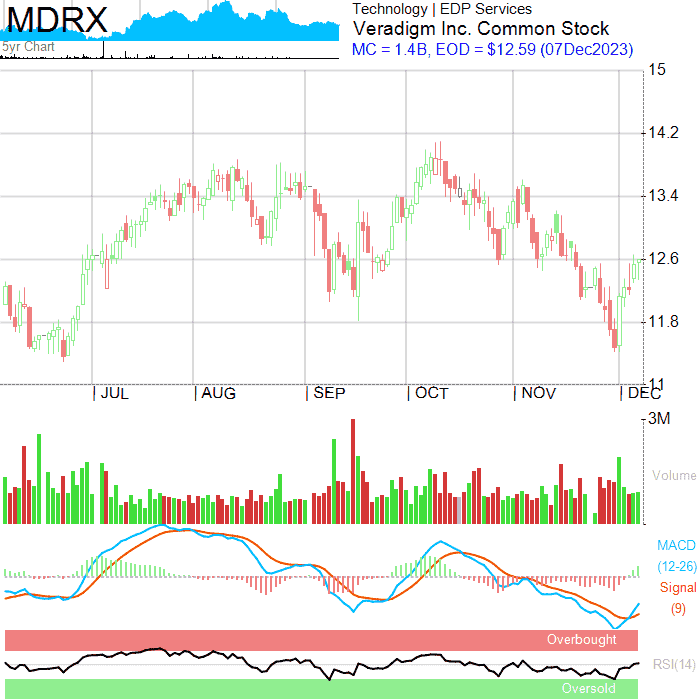 MDRX
5yr Chart
Technology | EDP Services
Veradigm Inc. Common Stock
MC = 1.4B, EOD = $12.59 (07Dec2023)
15
14.2
13.4
12.6
11.8
11
| JUL | AUG | SEP | OCT | NOV | DEC
3M
Volume
MACD
(12-26)
Signal
(9)
Overbought
RSI(14)
Oversold